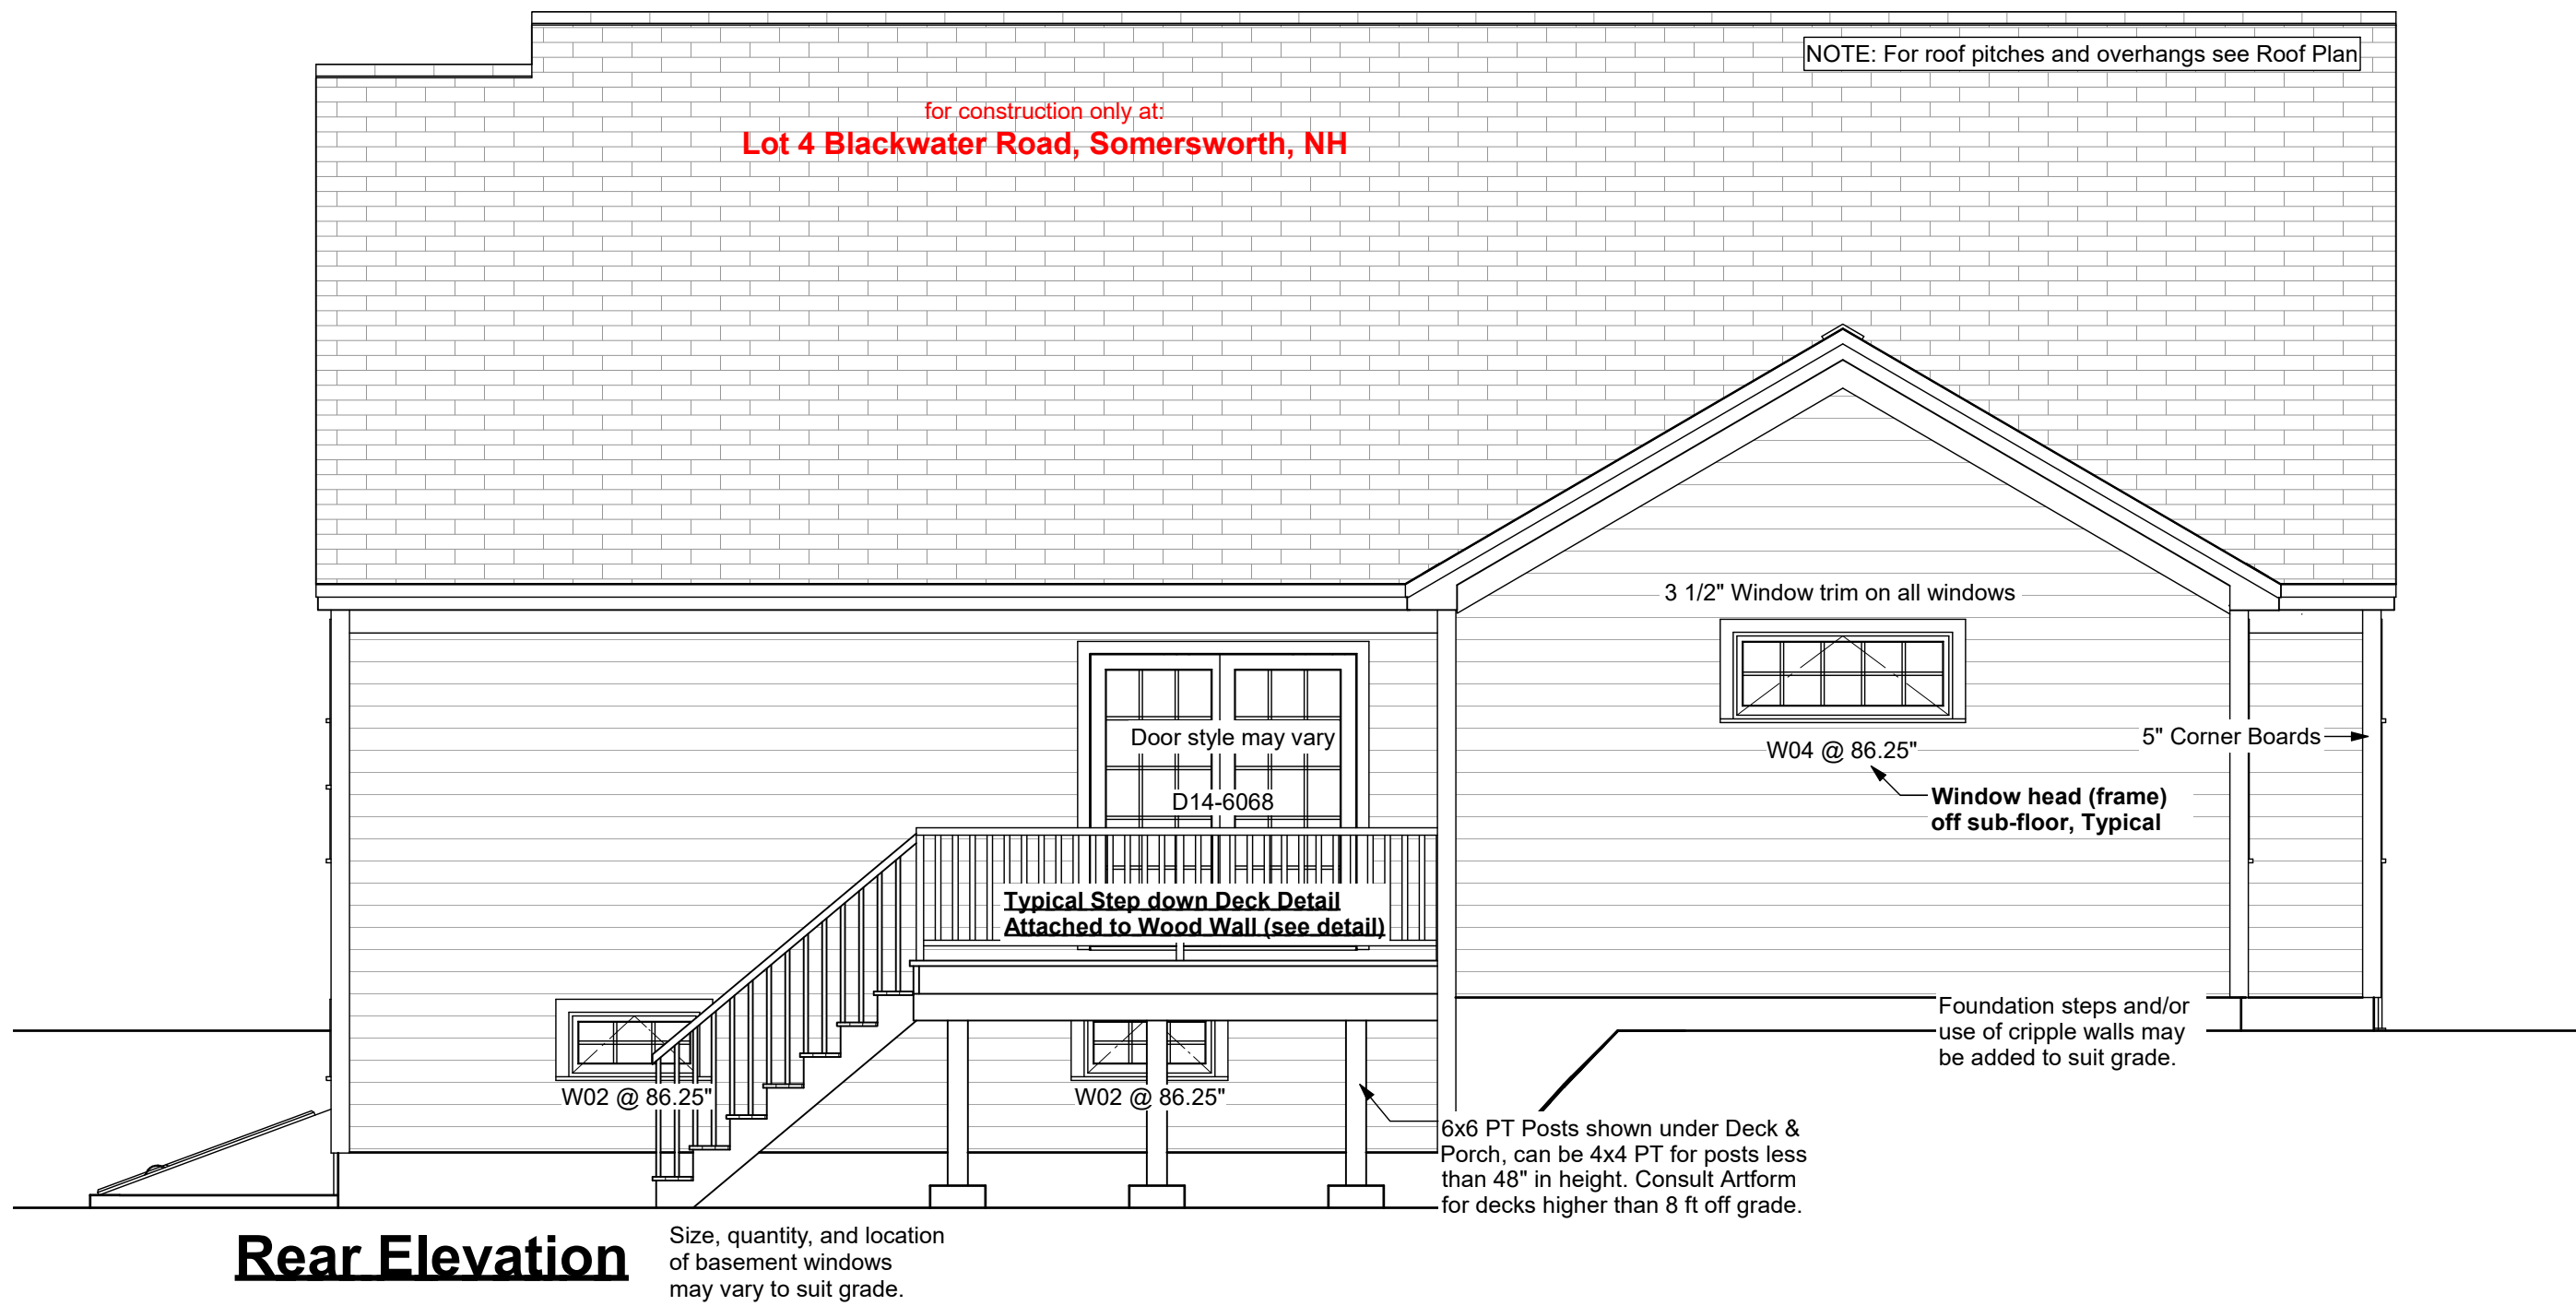 NOTE: For roof pitches and overhangs see Roof Plan
for construction only at:
Lot 4 Blackwater Road, Somersworth, NH
3 1/2" Window trim on all windows
Door style may vary
D14-6068
W04 @ 86.25"
5" Corner Boards
Window head (frame)
off sub-floor, Typical
Typical Step down Deck Detail
Attached to Wood Wall (see detail)
W02 @ 86.25"
W02 @ 86.25"
Foundation steps and/or
use of cripple walls may
be added to suit grade.
6x6 PT Posts shown under Deck &
Porch, can be 4x4 PT for posts less
than 48" in height. Consult Artform
for decks higher than 8 ft off grade.
Rear Elevation
Size, quantity, and location
of basement windows
may vary to suit grade.